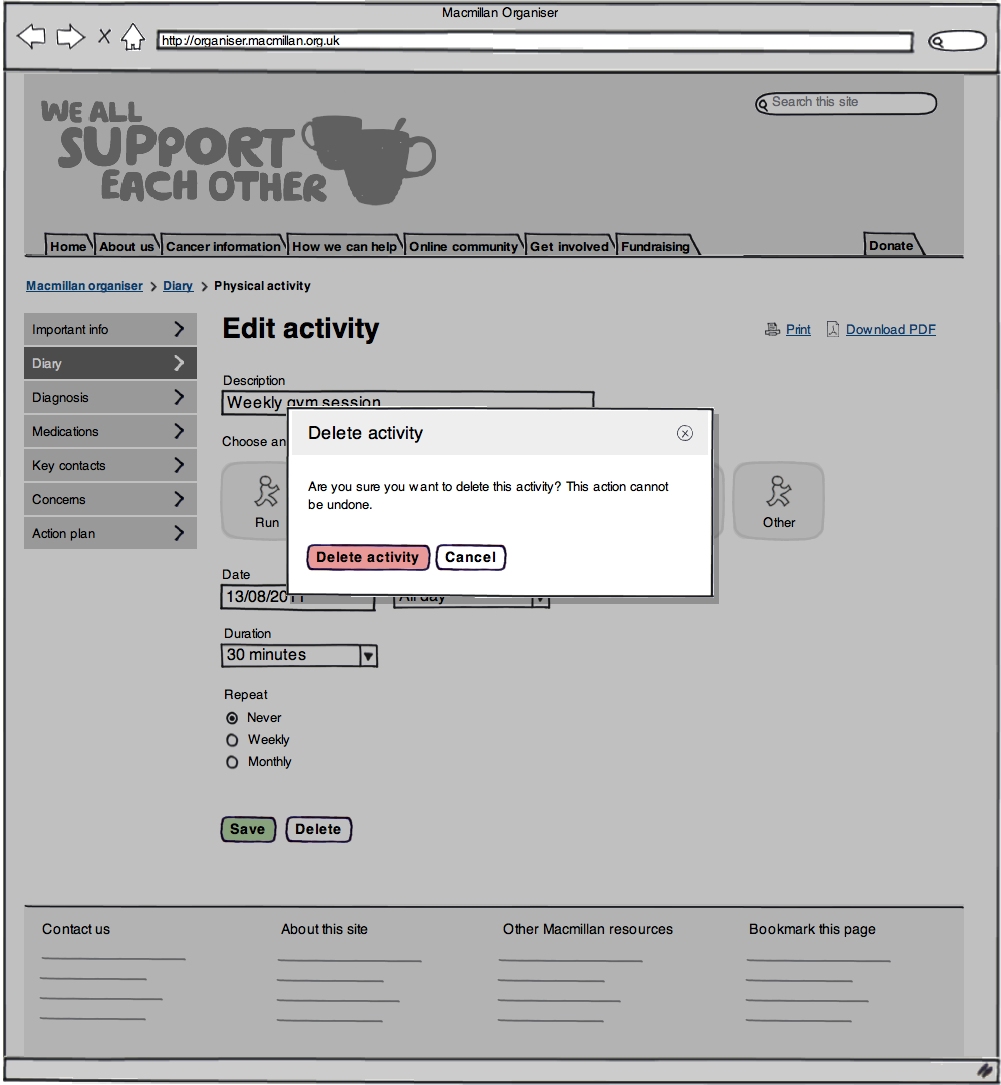 Macmillan Organiser
http://organiser.macmillan.org.uk
WE ALL
SUPPORT
EACH OTHER
Search this site
Home About us Cancer information How we can help Online community Get involved Fundraising Donate
Macmillan organiser > Diary > Physical activity
Important info
Diary
Diagnosis
Medications
Key contacts
Concerns
Action plan
Edit activity
Print Download PDF
Description
Weekly gym session
Choose an
Run
Other
Delete activity
Are you sure you want to delete this activity? This action cannot
be undone.
Delete activity Cancel
Date
13/08/2011 All day
Duration
30 minutes
Repeat
Never
Weekly
Monthly
Save Delete
Contact us About this site Other Macmillan resources Bookmark this page